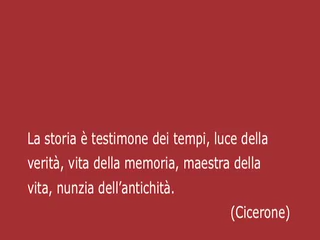 La storia è testimone dei tempi, luce della
verità, vita della memoria, maestra della
vita, nunzia dell’antichità.
(Cicerone)